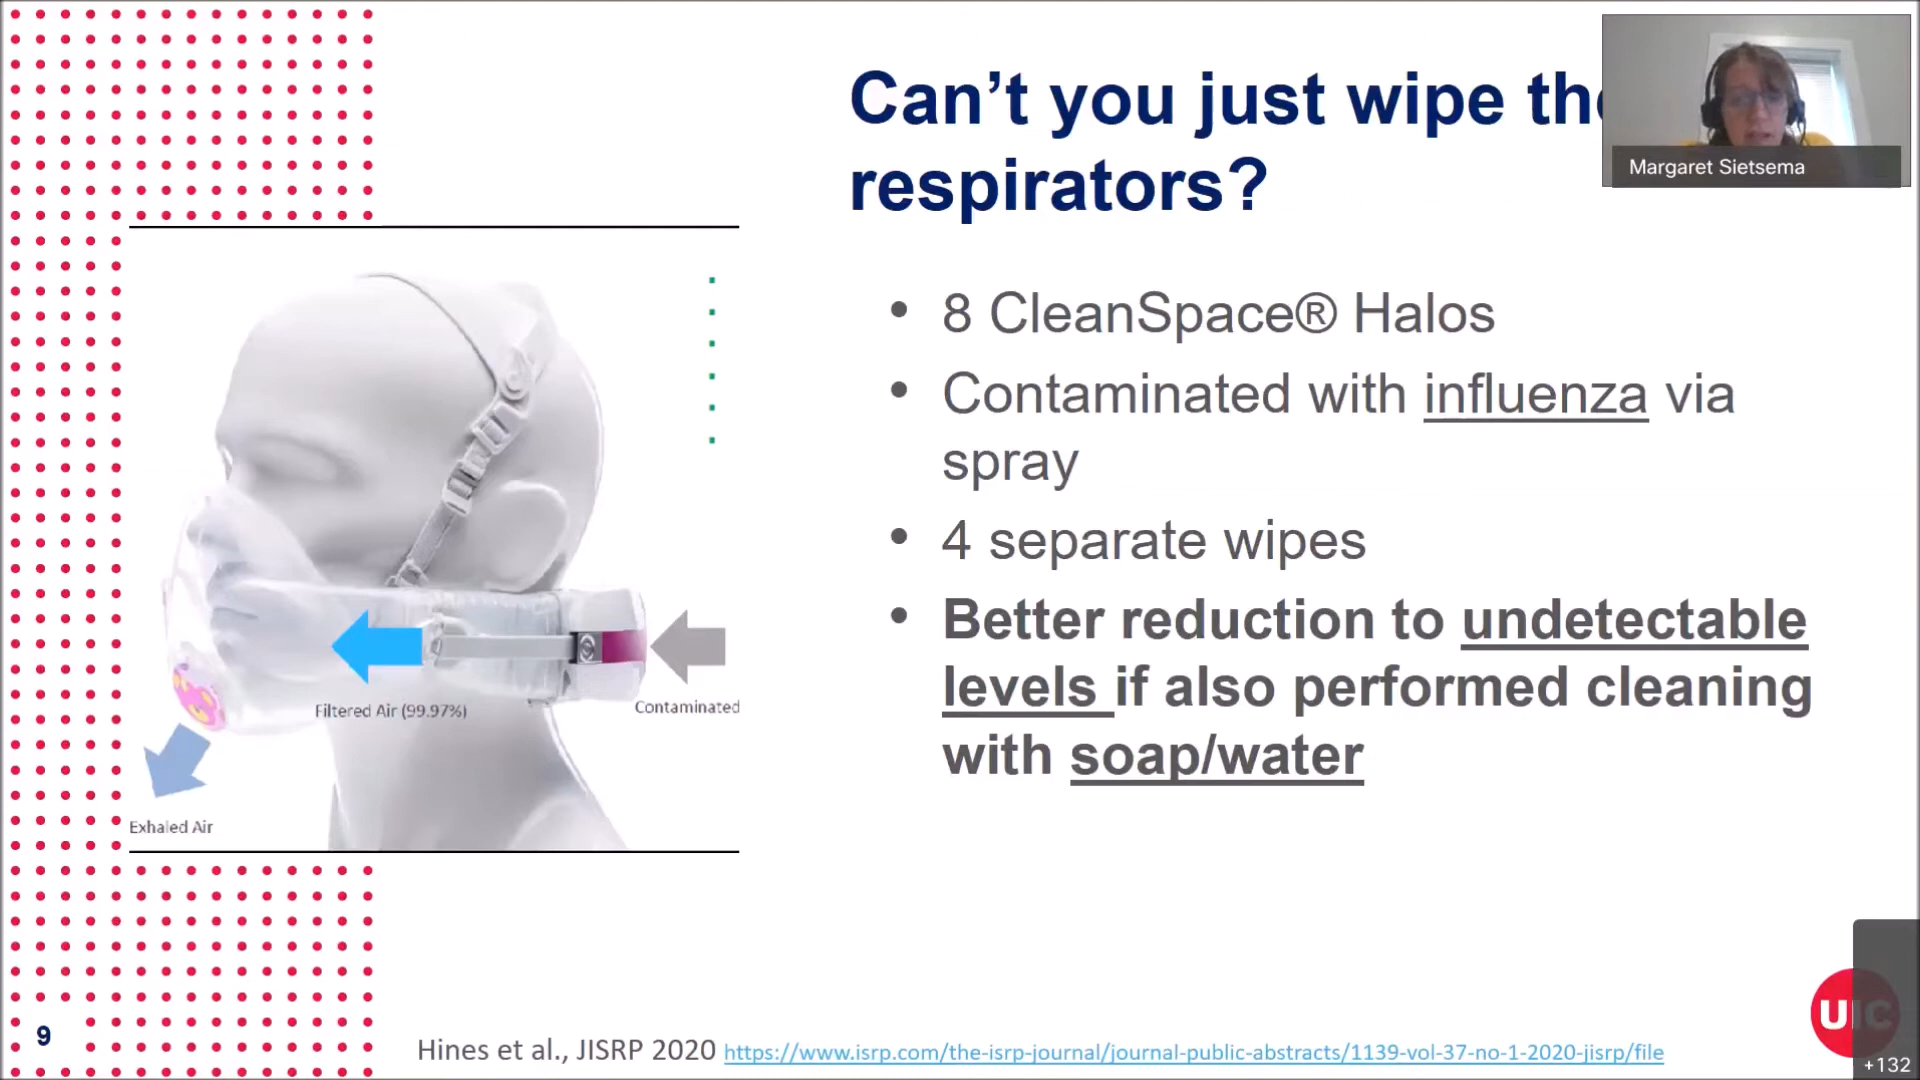 Can’t you just wipe the
respirators?
Margaret Sietsema
• 8 CleanSpace® Halos
• Contaminated with influenza via
spray
• 4 separate wipes
• Better reduction to undetectable
levels if also performed cleaning
with soap/water
Filtered Air (99.97%)
Contaminated
Exhaled Air
9
Hines et al., JISRP 2020 https://www.isrp.com/the-isrp-journal/journal-public-abstracts/1139-vol-37-no-1-2020-jisrp/file
UIC
+132